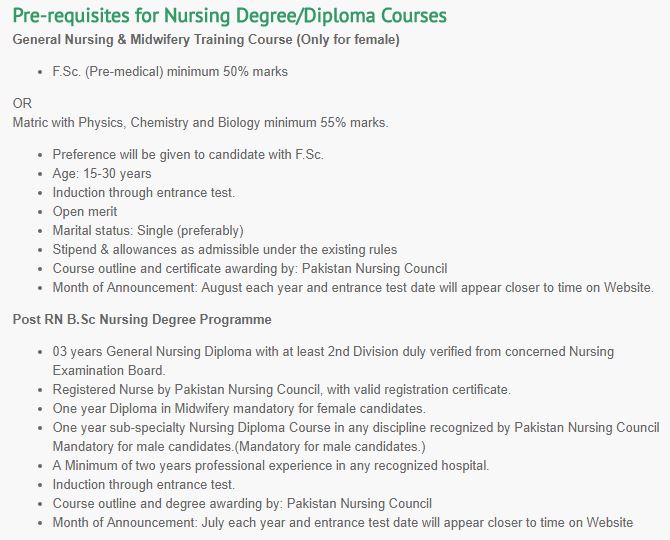 Pre-requisites for Nursing Degree/Diploma Courses
General Nursing & Midwifery Training Course (Only for female)
• F.Sc. (Pre-medical) minimum 50% marks
OR
Matric with Physics, Chemistry and Biology minimum 55% marks.
• Preference will be given to candidate with F.Sc.
• Age: 15-30 years
• Induction through entrance test.
• Open merit
• Marital status: Single (preferably)
• Stipend & allowances as admissible under the existing rules
• Course outline and certificate awarding by: Pakistan Nursing Council
• Month of Announcement: August each year and entrance test date will appear closer to time on Website.
Post RN B.Sc Nursing Degree Programme
• 03 years General Nursing Diploma with at least 2nd Division duly verified from concerned Nursing
Examination Board.
• Registered Nurse by Pakistan Nursing Council, with valid registration certificate.
• One year Diploma in Midwifery mandatory for female candidates.
• One year sub-specialty Nursing Diploma Course in any discipline recognized by Pakistan Nursing Council
Mandatory for male candidates.(Mandatory for male candidates.)
• A Minimum of two years professional experience in any recognized hospital.
• Induction through entrance test.
• Course outline and degree awarding by: Pakistan Nursing Council
• Month of Announcement: July each year and entrance test date will appear closer to time on Website